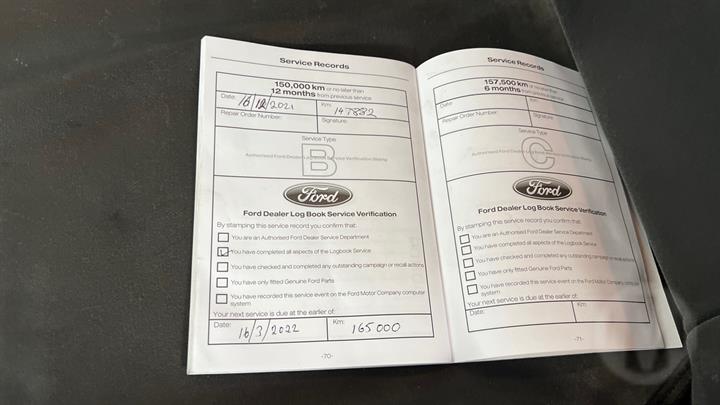 Service Records
150,000 km or no later than
12 months from previous service
Date: 16/12/2021 Km: 147882
Repair Order Number: Signature:
Service Type
B
Ford
Ford Dealer Log Book Service Verification
By stamping this service record you confirm that:
You are an Authorised Ford Dealer Service Department
You have completed all aspects of the Logbook Service
You have checked and completed any outstanding campaign or recall actions
You have only fitted Genuine Ford Parts
You have recorded this service event on the Ford Motor Company computer
system
Your next service is due at the earlier of:
Date: 16/3/2022 Km: 165000
-70-
Service Records
157,500 km or no later than
6 months from previous service
Date Km:
Repair Order Number: Signature:
Service Type
C
Ford
Ford Dealer Log Book Service Verification
By stamping this service record you confirm that:
You are an Authorised Ford Dealer Service Department
You have completed all aspects of the Logbook Service
You have checked and completed any outstanding campaign or recall actions
You have only fitted Genuine Ford Parts
You have recorded this service event on the Ford Motor Company computer
system
Your next service is due at the earlier of:
Date: Km:
-71-